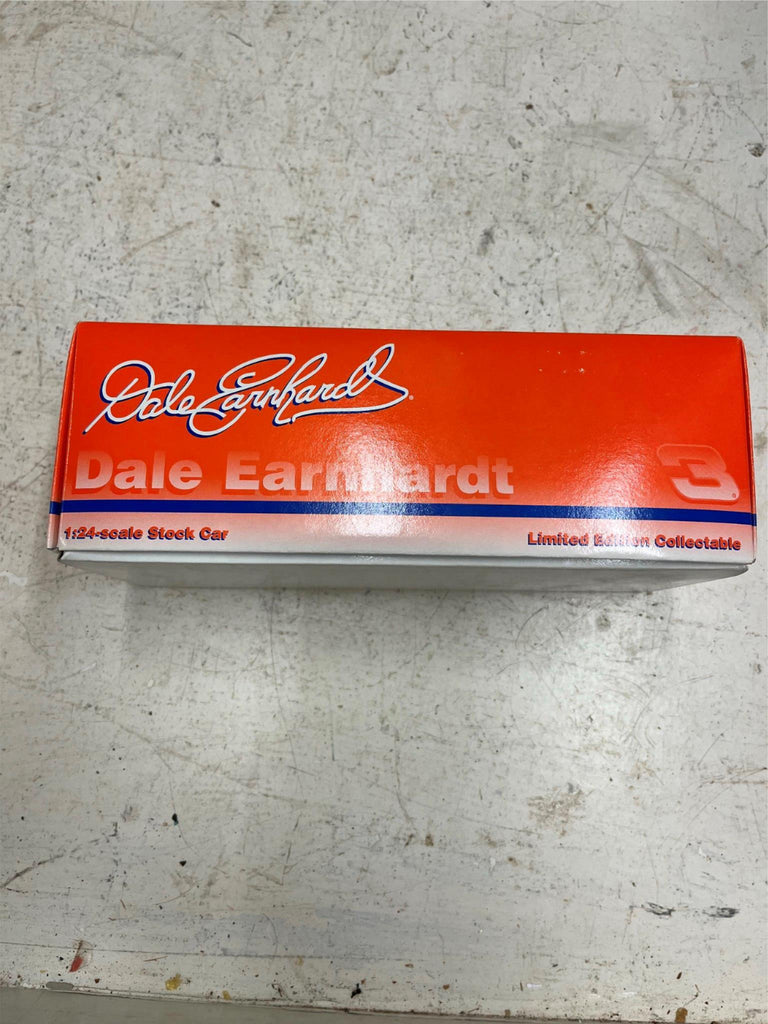 Dale Earnhardt®
Dale Earnhardt
3®
1:24-scale Stock Car
Limited Edition Collectable